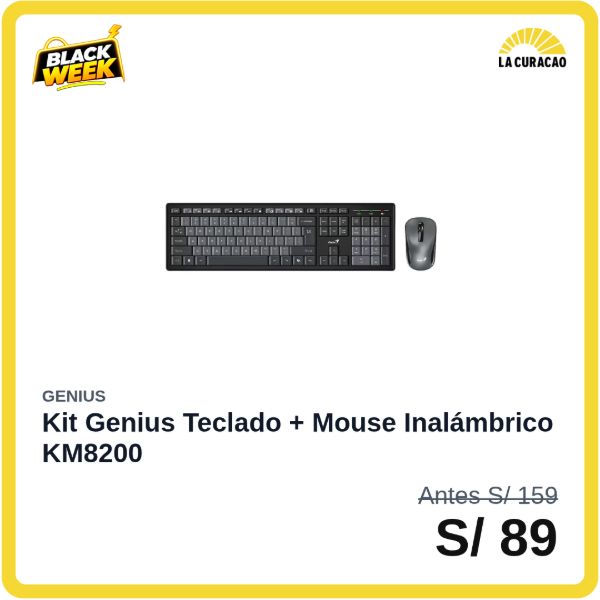 BLACK
WEEK
LA CURACAO
GENIUS
Kit Genius Teclado + Mouse Inalámbrico
KM8200
Antes S/ 159
S/ 89